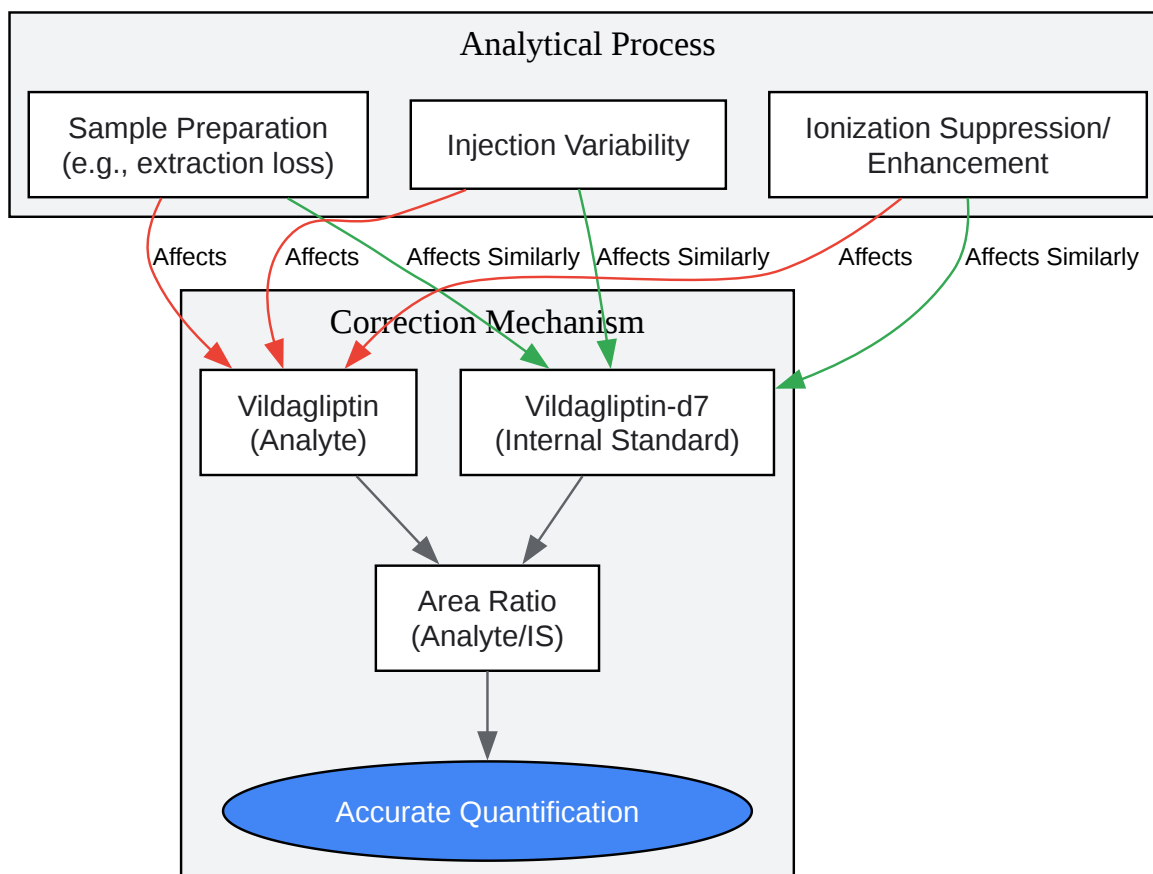 Analytical Process
Sample Preparation
(e.g., extraction loss)
Injection Variability
Ionization Suppression/
Enhancement
Affects
Affects
Affects Similarly
Affects Similarly
Affects
Affects Similarly
Correction Mechanism
Vildagliptin
(Analyte)
Vildagliptin-d7
(Internal Standard)
Area Ratio
(Analyte/IS)
Accurate Quantification